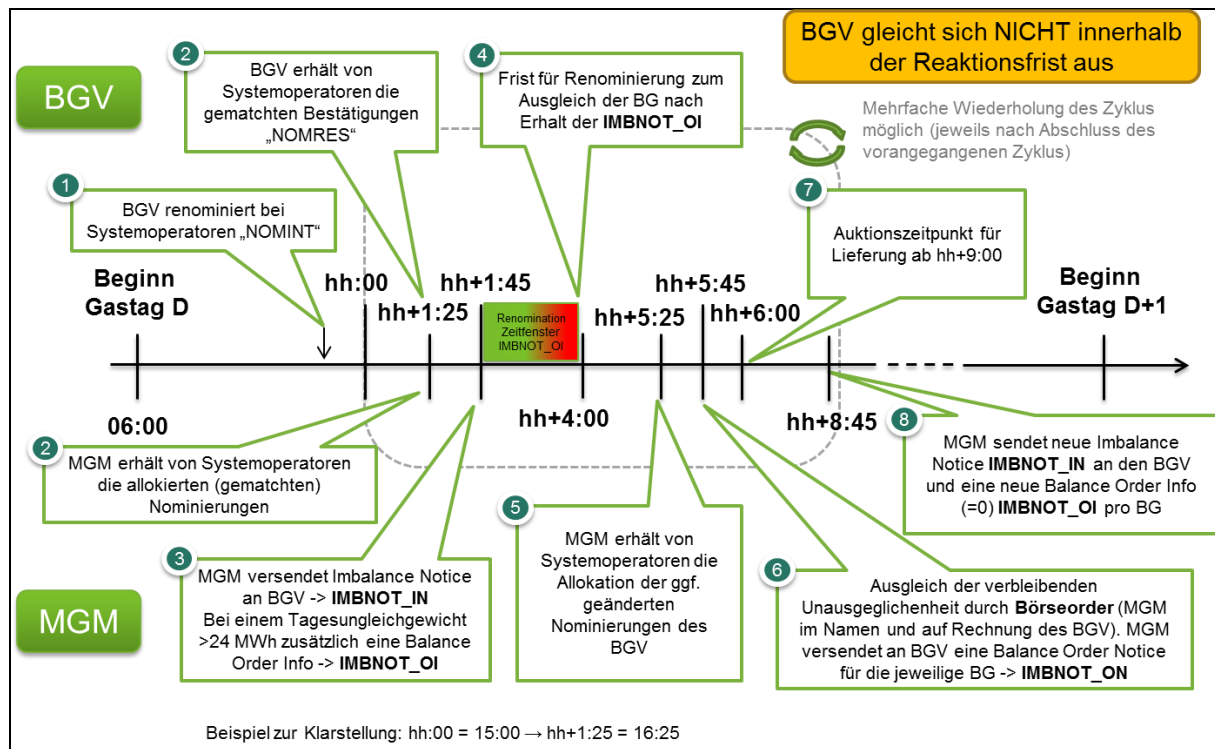 BGV gleicht sich NICHT innerhalb
der Reaktionsfrist aus
BGV
2
BGV erhält von
Systemoperatoren die
gematchten Bestätigungen
„NOMRES“
4
Frist für Renominierung zum
Ausgleich der BG nach
Erhalt der IMBNOT_OI
Mehrfache Wiederholung des Zyklus
möglich (jeweils nach Abschluss des
vorangegangenen Zyklus)
1
BGV renominiert bei
Systemoperatoren „NOMINT“
7
Auktionszeitpunkt für
Lieferung ab hh+9:00
Beginn
Gastag D
hh:00
hh+1:25
hh+1:45
Renomination
Zeitfenster
IMBNOT_OI
hh+5:25
hh+5:45
hh+6:00
Beginn
Gastag D+1
06:00
hh+4:00
hh+8:45
2
MGM erhält von Systemoperatoren
die allokierten (gematchten)
Nominierungen
3
MGM versendet Imbalance Notice
an BGV -> IMBNOT_IN
Bei einem Tagesungleichgewicht
>24 MWh zusätzlich eine Balance
Order Info -> IMBNOT_OI
5
MGM erhält von
Systemoperatoren die
Allokation der ggf.
geänderten
Nominierungen des
BGV
8
MGM sendet neue Imbalance
Notice IMBNOT_IN an den BGV
und eine neue Balance Order Info
(=0) IMBNOT_OI pro BG
6
Ausgleich der verbleibenden
Unausgeglichenheit durch Börseorder (MGM
im Namen und auf Rechnung des BGV). MGM
versendet an BGV eine Balance Order Notice
für die jeweilige BG -> IMBNOT_ON
MGM
Beispiel zur Klarstellung: hh:00 = 15:00 → hh+1:25 = 16:25